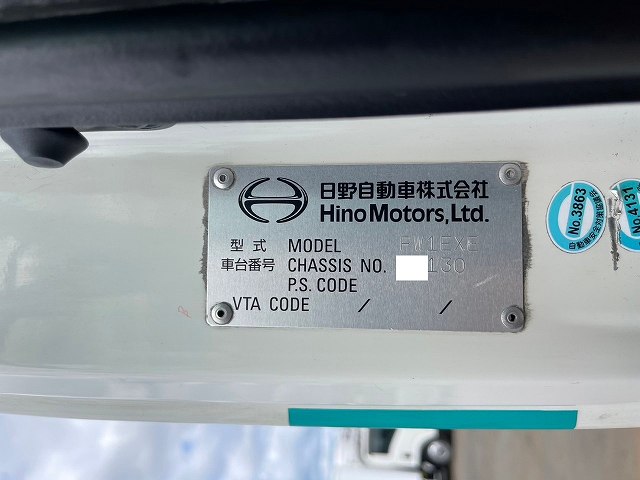 日野自動車株式会社
Hino Motors, Ltd.
型式 MODEL FW1EXE
車台番号 CHASSIS NO. 130
P.S. CODE
VTA CODE / /
No.3863
No.4131